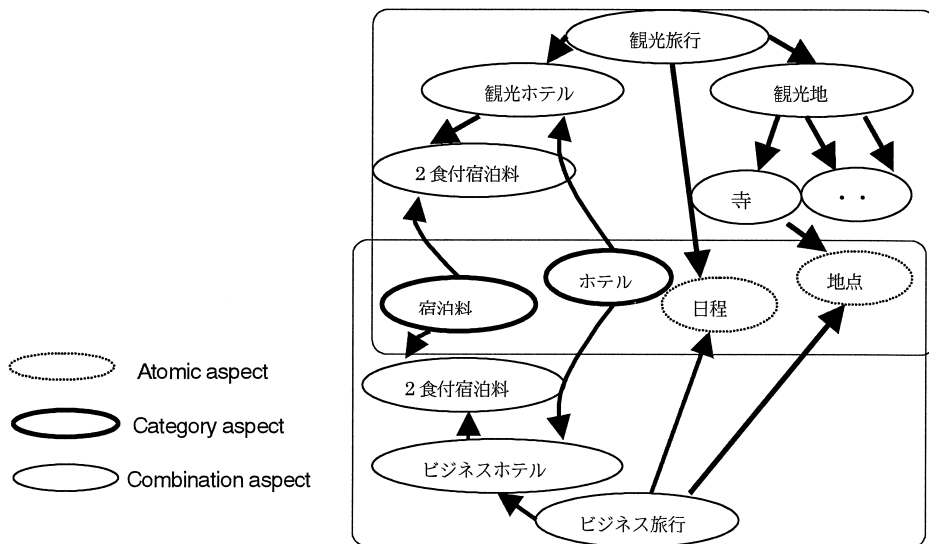 観光旅行
観光ホテル
観光地
２食付宿泊料
寺
・・
ホテル
地点
宿泊料
日程
Atomic aspect
２食付宿泊料
Category aspect
ビジネスホテル
Combination aspect
ビジネス旅行